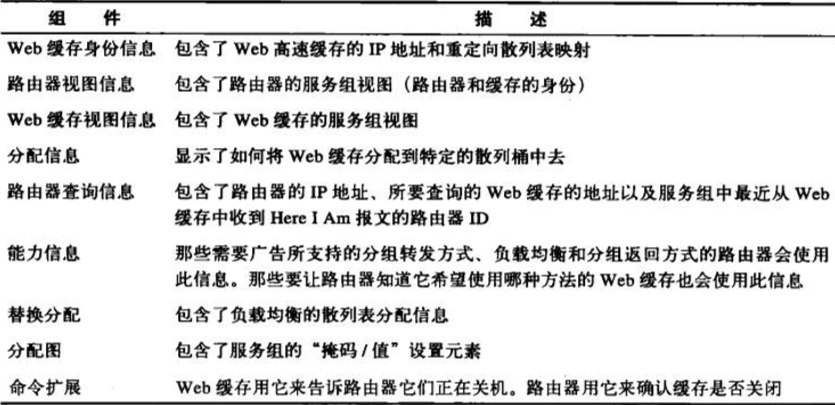 组 件 描 述
Web 缓存身份信息 包含了 Web 高速缓存的 IP 地址和重定向散列表映射
路由器视图信息 包含了路由器的服务组视图（路由器和缓存的身份）
Web 缓存视图信息 包含了 Web 缓存的服务组视图
分配信息 显示了如何将 Web 缓存分配到特定的散列桶中去
路由器查询信息 包含了路由器的 IP 地址、所要查询的 Web 缓存的地址以及服务组中最近从 Web
缓存中收到 Here I Am 报文的路由器 ID
能力信息 那些需要广告所支持的分组转发方式、负载均衡和分组返回方式的路由器会使用
此信息。那些要让路由器知道它希望使用哪种方法的 Web 缓存也会使用此信息
替换分配 包含了负载均衡的散列表分配信息
分配图 包含了服务组的“掩码 / 值”设置元素
命令扩展 Web 缓存用它来告诉路由器它们正在关机。路由器用它来确认缓存是否关闭